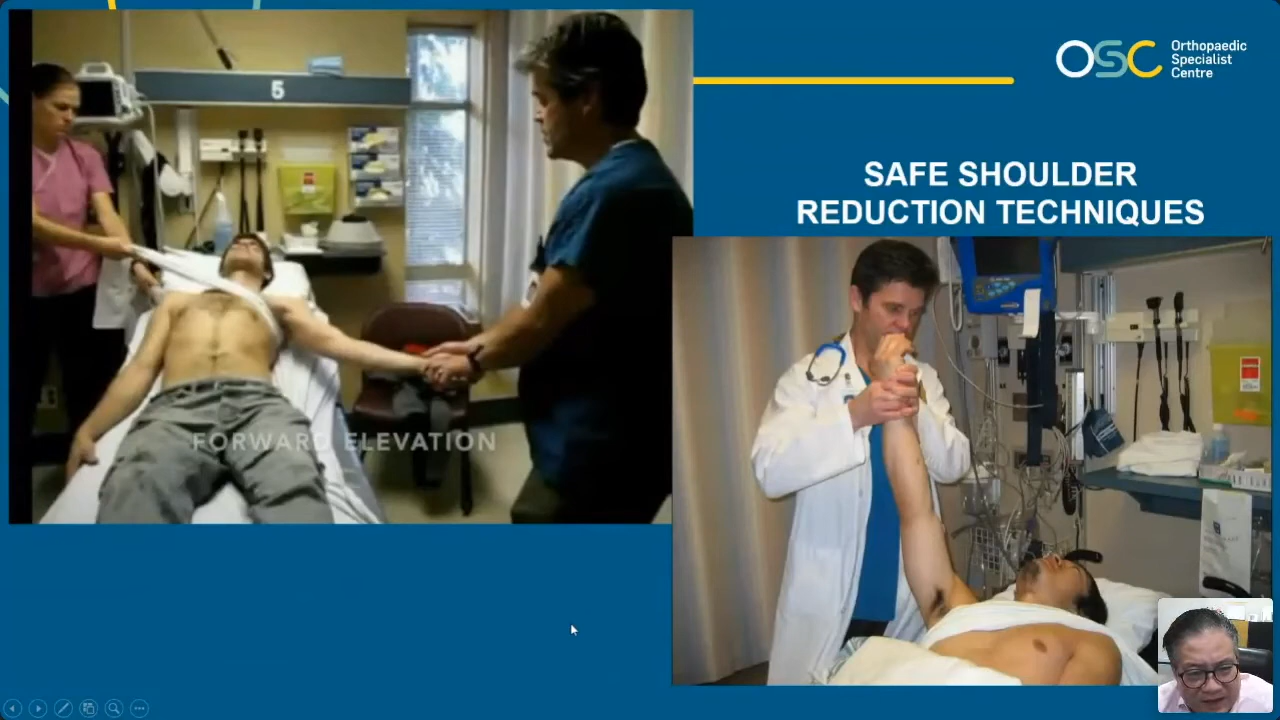 5
FORWARD ELEVATION
OSC
Orthopaedic
Specialist
Centre
SAFE SHOULDER
REDUCTION TECHNIQUES